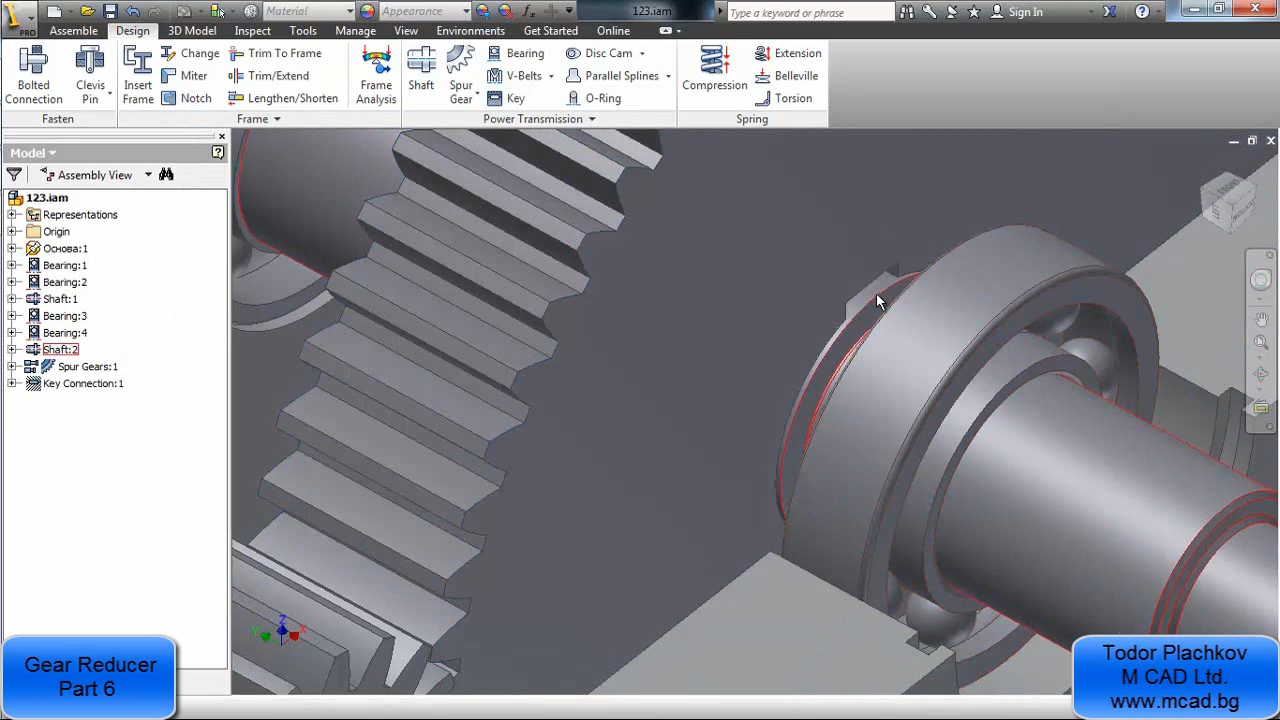 Material
Appearance
123.iam
Type a keyword or phrase
Sign In
PRO
Assemble
Design
3D Model
Inspect
Tools
Manage
View
Environments
Get Started
Online
Bolted Connection
Clevis Pin
Insert Frame
Change
Miter
Notch
Trim To Frame
Trim/Extend
Lengthen/Shorten
Frame Analysis
Shaft
Spur Gear
Bearing
V-Belts
Key
Disc Cam
Parallel Splines
O-Ring
Compression
Extension
Belleville
Torsion
Fasten
Frame
Power Transmission
Spring
Model
Assembly View
123.iam
Representations
Origin
Основа:1
Bearing:1
Bearing:2
Shaft:1
Bearing:3
Bearing:4
Shaft:2
Spur Gears:1
Key Connection:1
Z
Gear Reducer
Part 6
Todor Plachkov
M CAD Ltd.
www.mcad.bg